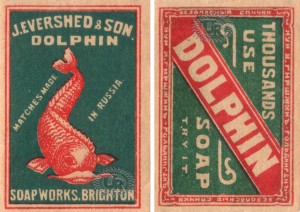 J.EVERSHED & SON.
DOLPHIN
MATCHES MADE
IN RUSSIA
SOAP WORKS, BRIGHTON
THOUSANDS
USE
DOLPHIN
SOAP
TRY IT